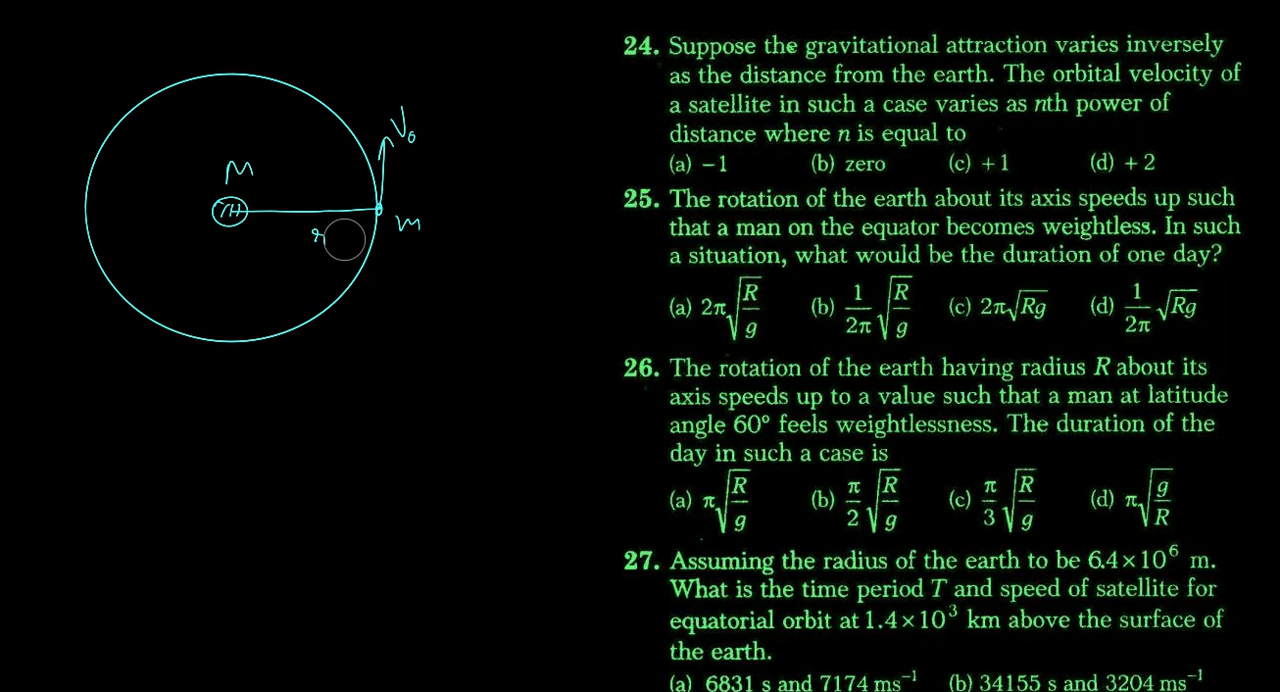 M
V₀
m
r
24. Suppose the gravitational attraction varies inversely
as the distance from the earth. The orbital velocity of
a satellite in such a case varies as nth power of
distance where n is equal to
(a) −1 (b) zero (c) +1 (d) + 2
25. The rotation of the earth about its axis speeds up such
that a man on the equator becomes weightless. In such
a situation, what would be the duration of one day?
(a) 2π√(R/g) (b) 1/2π √(R/g) (c) 2π√Rg (d) 1/2π √Rg
26. The rotation of the earth having radius R about its
axis speeds up to a value such that a man at latitude
angle 60° feels weightlessness. The duration of the
day in such a case is
(a) π√(R/g) (b) π/2 √(R/g) (c) π/3 √(R/g) (d) π√(g/R)
27. Assuming the radius of the earth to be 6.4×10⁶ m.
What is the time period T and speed of satellite for
equatorial orbit at 1.4×10³ km above the surface of
the earth.
(a) 6831 s and 7174 ms⁻¹ (b) 34155 s and 3204 ms⁻¹